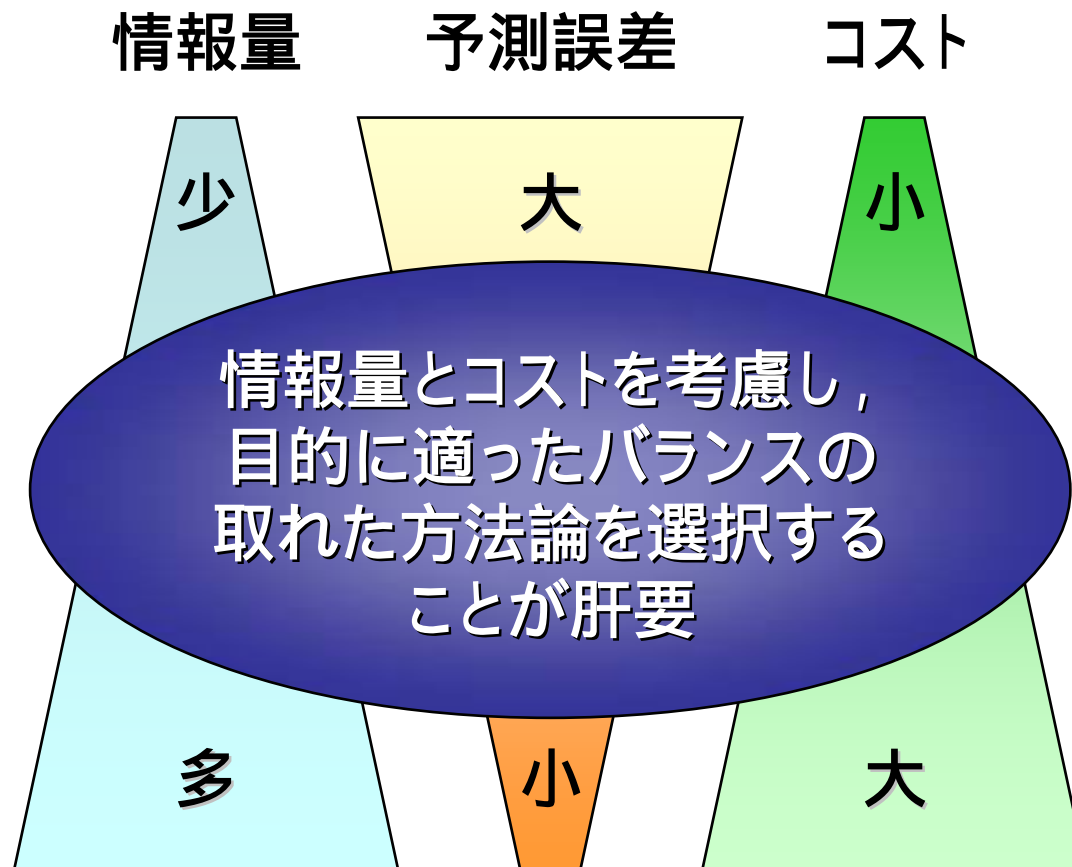 情報量 予測誤差 コスト
少 大 小
情報量とコストを考慮し,
目的に適ったバランスの
取れた方法論を選択する
ことが肝要
多 小 大